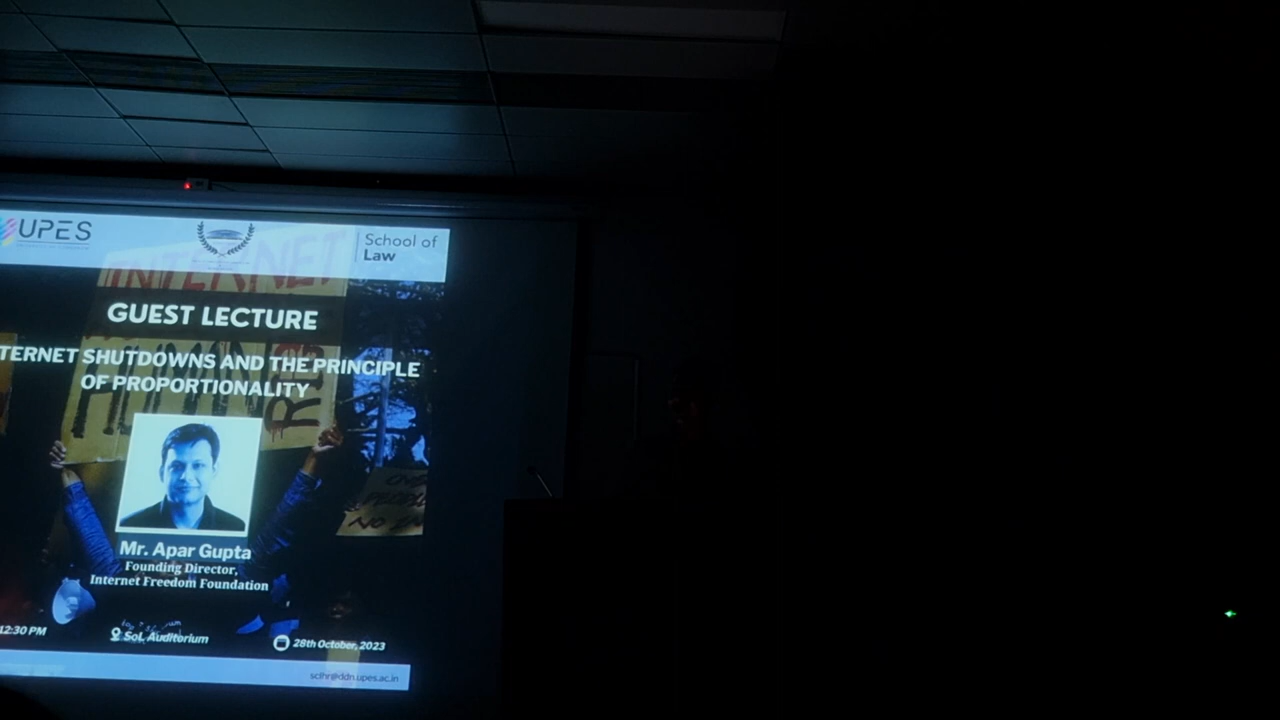 UPES
School of
Law
INTERNET
GUEST LECTURE
TERNET SHUTDOWNS AND THE PRINCIPLE
OF PROPORTIONALITY
Mr. Apar Gupta
Founding Director,
Internet Freedom Foundation
12:30 PM
SoL Auditorium
28th October, 2023
sclhr@ddn.upes.ac.in